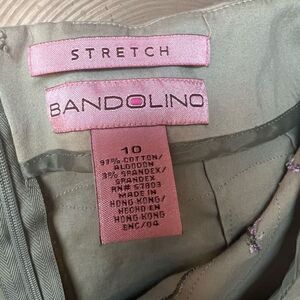 STRETCH
BANDOLINO
10
97% COTTON/
ALGODON
3% SPANDEX/
SPANDEX
RN# 57803
MADE IN
HONG KONG/
HECHO EN
HONG KONG
ENC/04